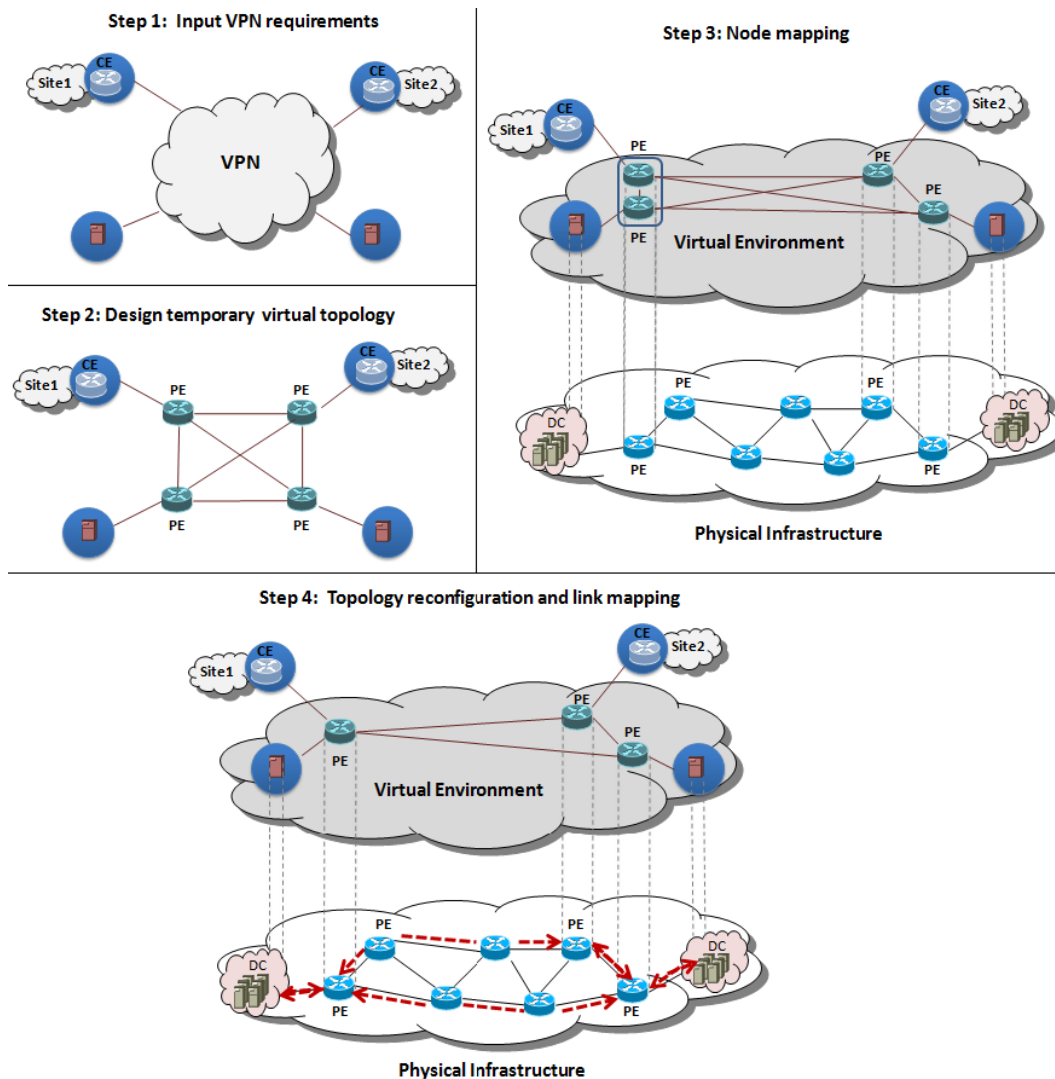 Step 1:  Input VPN requirements
CE
Site1
CE
Site2
VPN
Step 2: Design temporary virtual topology
CE
Site1
CE
Site2
PE
PE
PE
PE
Step 3: Node mapping
CE
Site1
CE
Site2
PE
PE
PE
PE
Virtual Environment
PE
PE
DC
DC
PE
PE
Physical Infrastructure
Step 4:  Topology reconfiguration and link mapping
CE
Site1
CE
Site2
PE
PE
PE
Virtual Environment
PE
PE
DC
DC
PE
PE
Physical Infrastructure